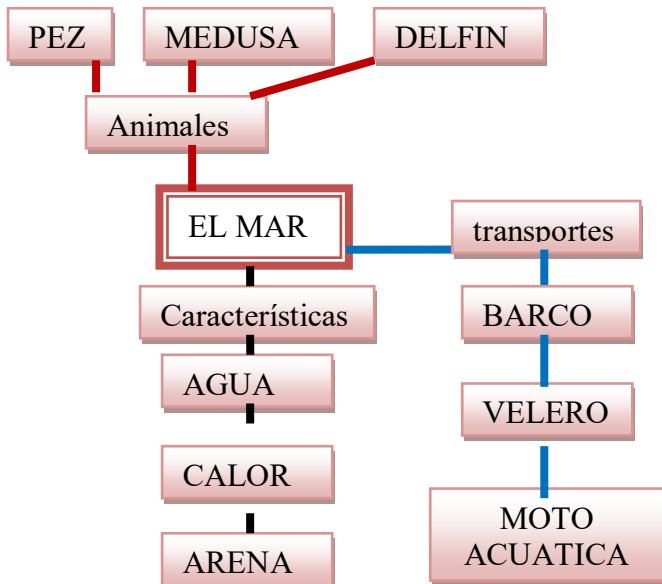 PEZ
MEDUSA
DELFIN
Animales
EL MAR
transportes
Características
BARCO
AGUA
VELERO
CALOR
MOTO
ACUATICA
ARENA